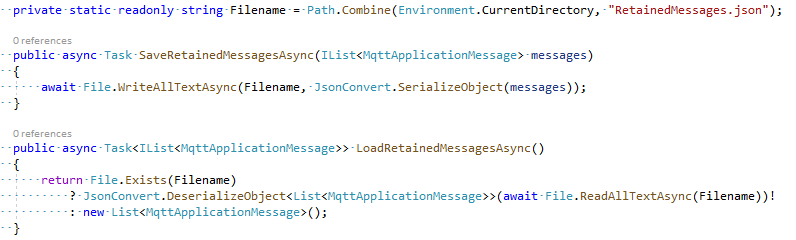 private static readonly string Filename = Path.Combine(Environment.CurrentDirectory, "RetainedMessages.json");
0 references
public async Task SaveRetainedMessagesAsync(IList<MqttApplicationMessage> messages)
{
await File.WriteAllTextAsync(Filename, JsonConvert.SerializeObject(messages));
}
0 references
public async Task<IList<MqttApplicationMessage>> LoadRetainedMessagesAsync()
{
return File.Exists(Filename)
? JsonConvert.DeserializeObject<List<MqttApplicationMessage>>(await File.ReadAllTextAsync(Filename))!
: new List<MqttApplicationMessage>();
}